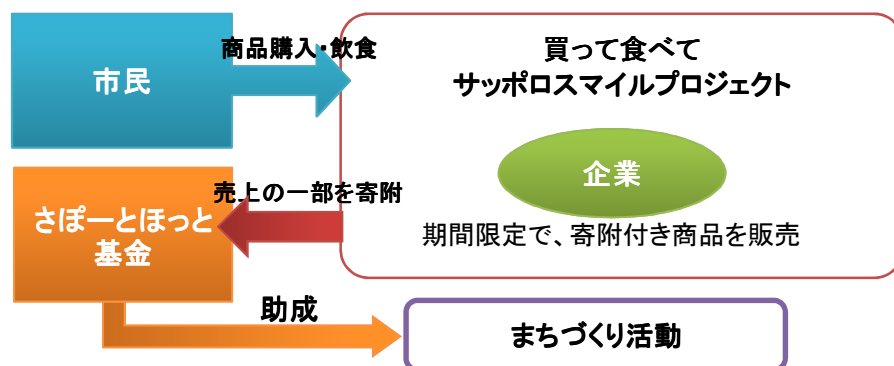 商品購入・飲食
市民
買って食べて
サッポロスマイルプロジェクト
企業
期間限定で、寄附付き商品を販売
売上の一部を寄附
さぽーとほっと
基金
助成
まちづくり活動